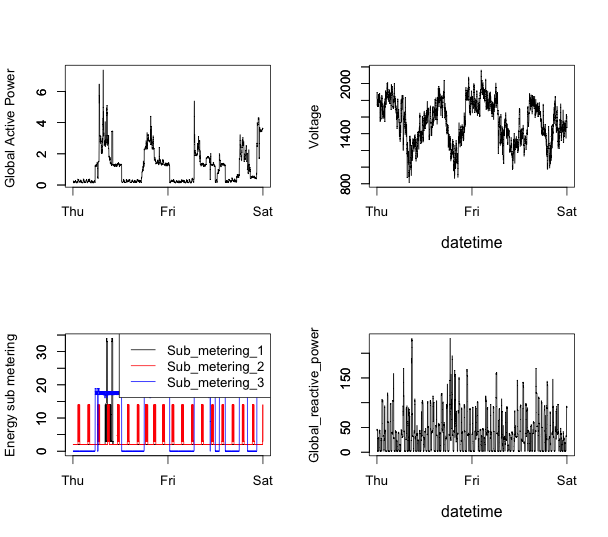 Global Active Power
0 2 4 6
Thu Fri Sat
Voltage
800 1400 2000
Thu Fri Sat
datetime
Energy sub metering
0 10 20 30
Sub_metering_1
Sub_metering_2
Sub_metering_3
Thu Fri Sat
Global_reactive_power
0 50 150
Thu Fri Sat
datetime